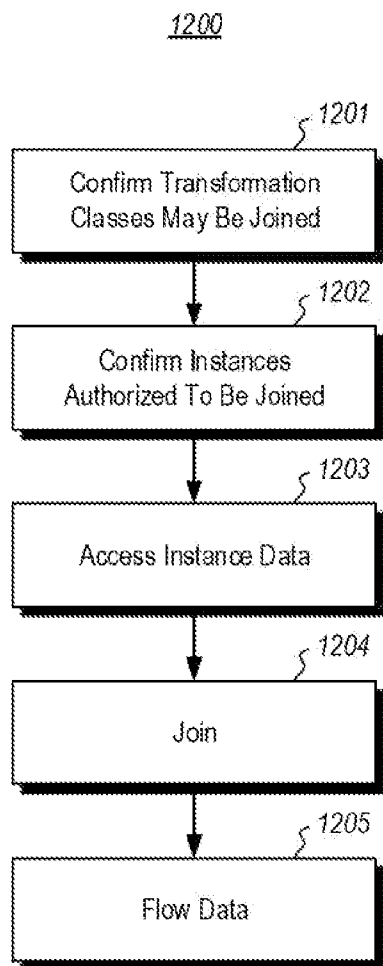 1200
1201
Confirm Transformation
Classes May Be Joined
1202
Confirm Instances
Authorized To Be Joined
1203
Access Instance Data
1204
Join
1205
Flow Data